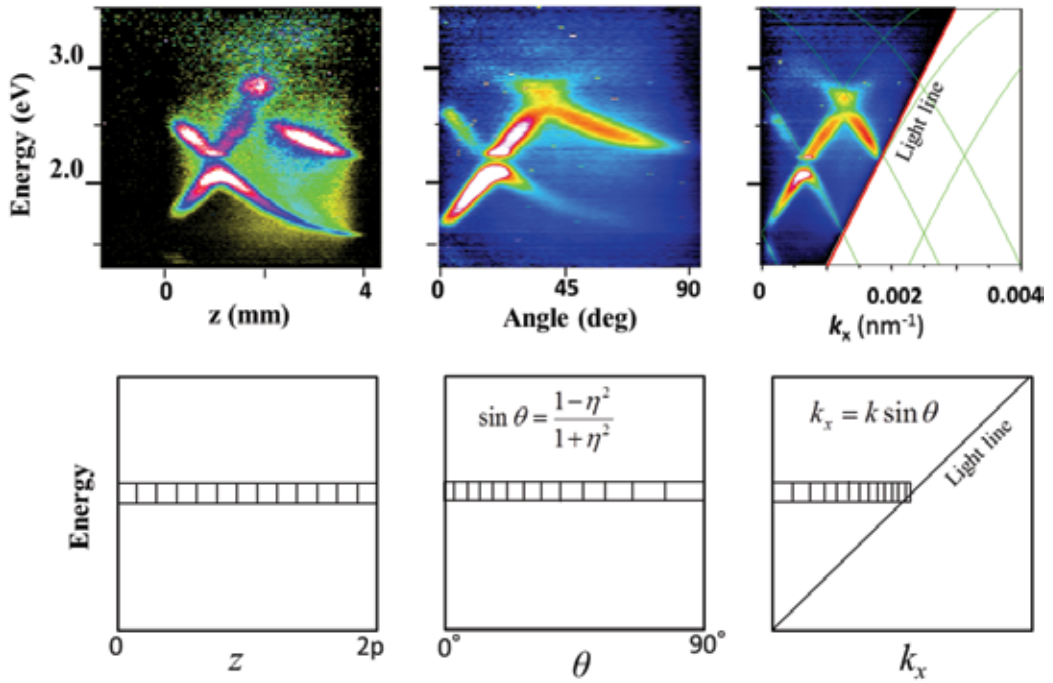 3.0
2.0
Energy (eV)
0
2
4
z (mm)
0
45
90
Angle (deg)
Light line
0
0.002
0.004
kₓ (nm⁻¹)
Energy
0
2p
z
sin θ = (1−η²)/(1+η²)
0°
90°
θ
kₓ = k sin θ
Light line
kₓ